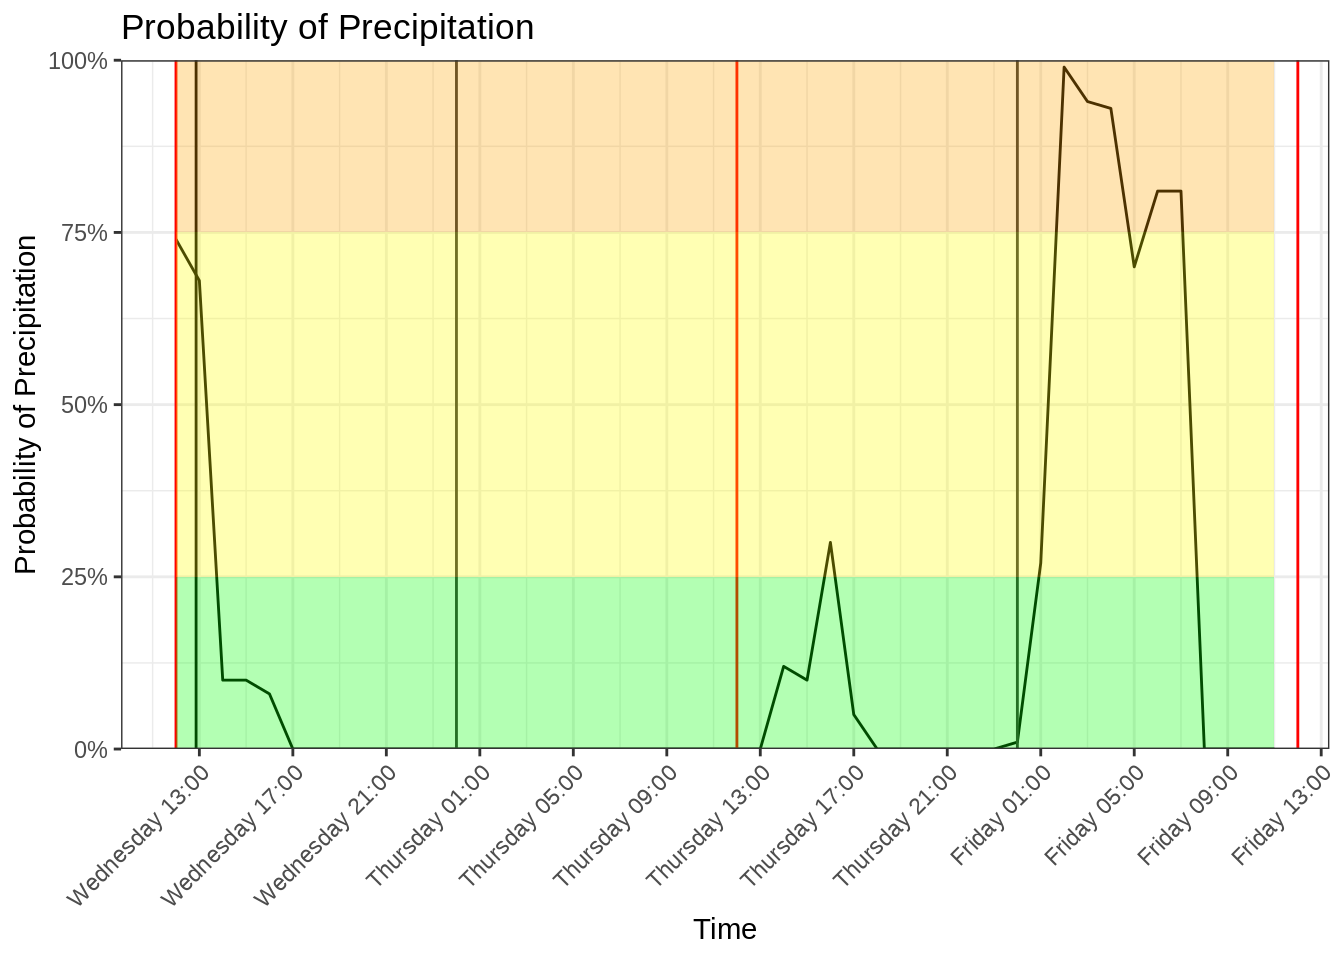 Probability of Precipitation
Probability of Precipitation
100%
75%
50%
25%
0%
Wednesday 13:00
Wednesday 17:00
Wednesday 21:00
Thursday 01:00
Thursday 05:00
Thursday 09:00
Thursday 13:00
Thursday 17:00
Thursday 21:00
Friday 01:00
Friday 05:00
Friday 09:00
Friday 13:00
Time